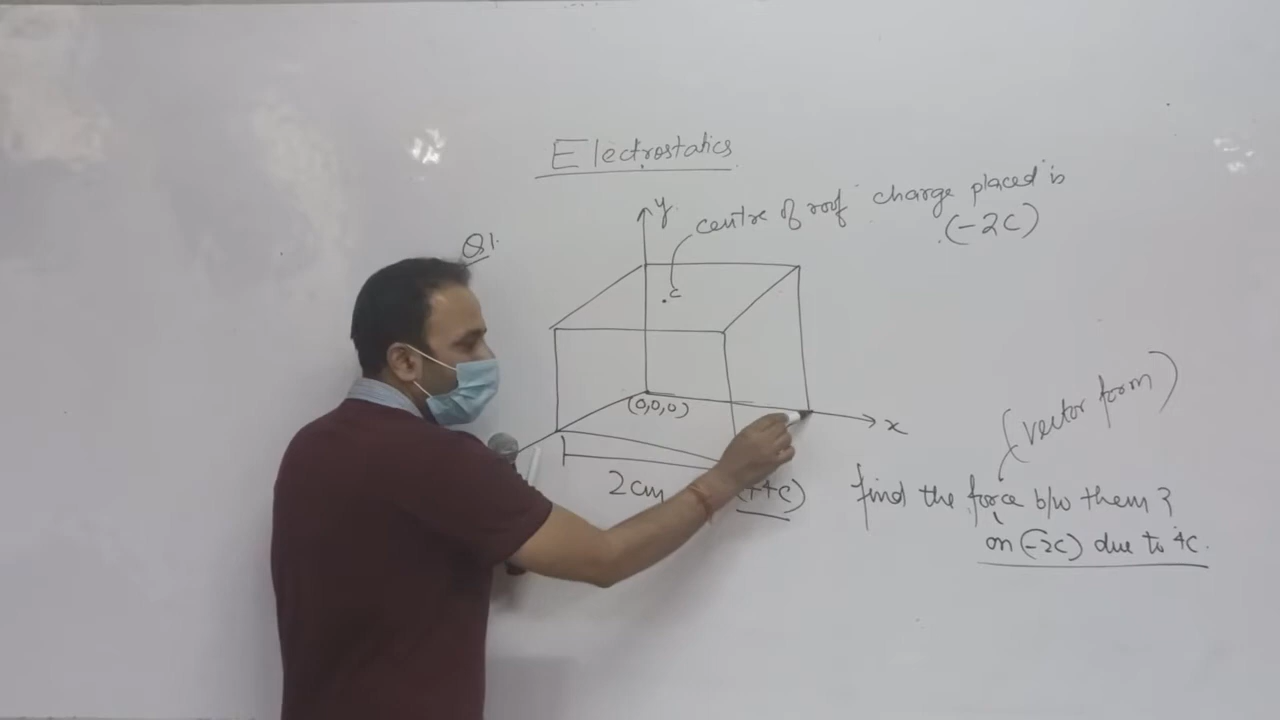 Electrostatics
Q1.
y
centre of roof charge placed is
(-2C)
c
(0,0,0)
x
2cm
(+4C)
(vector form)
find the force b/w them?
on (-2C) due to 4C.